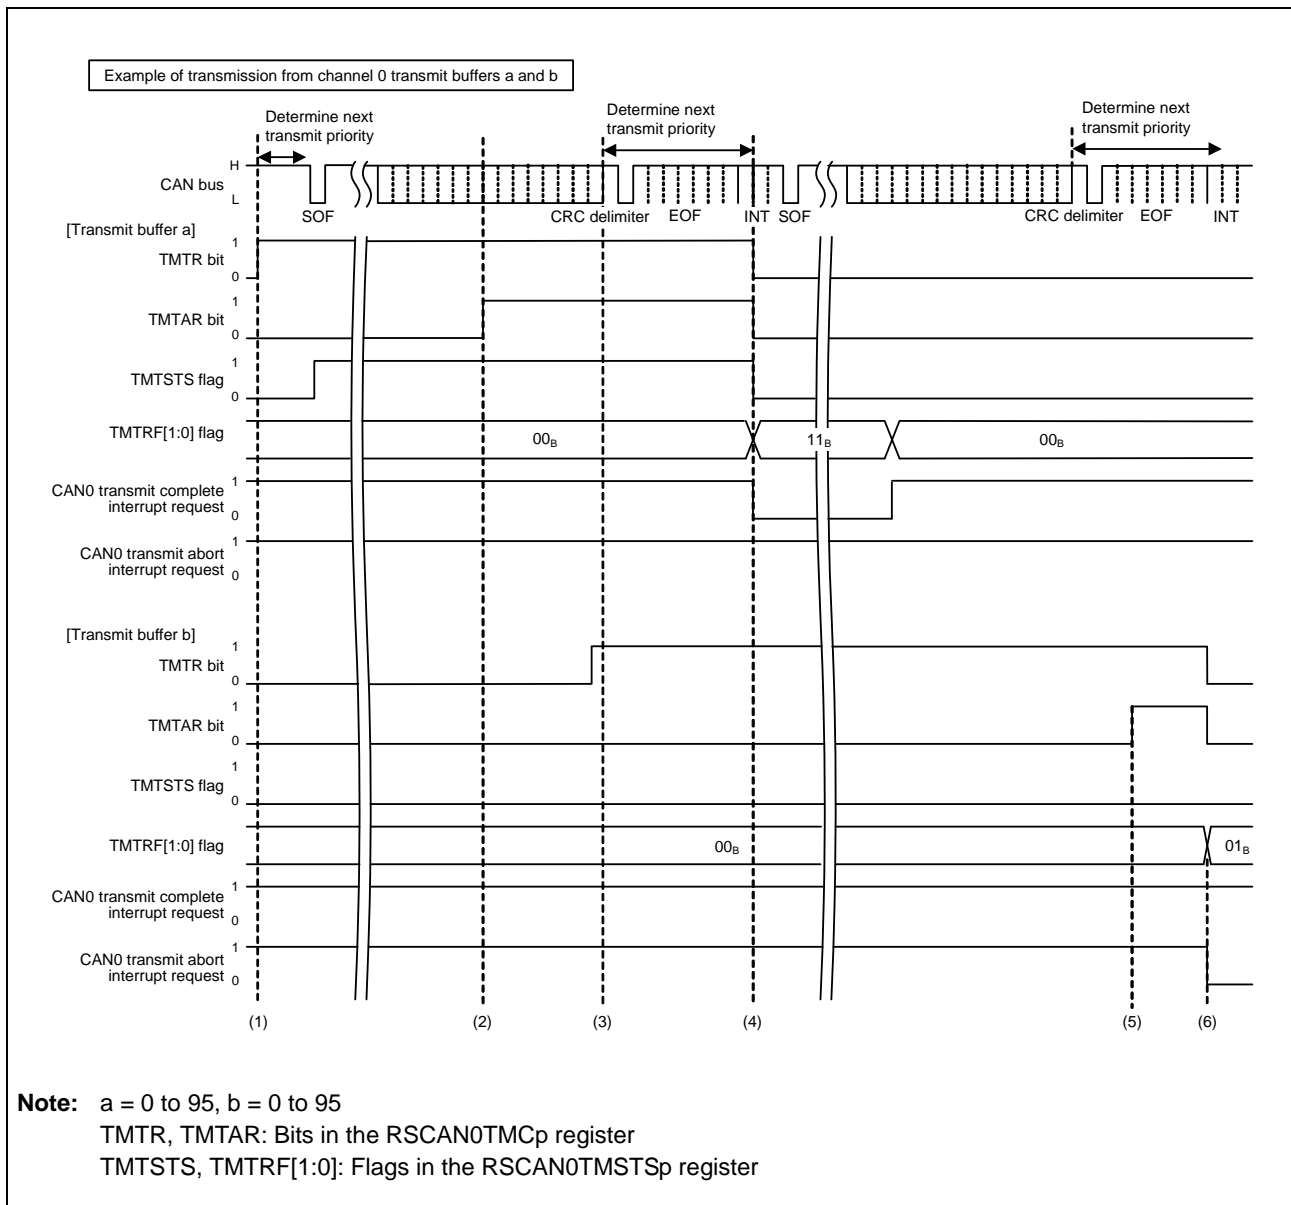 Example of transmission from channel 0 transmit buffers a and b
Determine next
transmit priority
Determine next
transmit priority
Determine next
transmit priority
H
CAN bus
L
SOF
CRC delimiter
EOF
INT
SOF
CRC delimiter
EOF
INT
[Transmit buffer a]
1
TMTR bit
0
1
TMTAR bit
0
1
TMTSTS flag
0
TMTRF[1:0] flag
00B
11B
00B
CAN0 transmit complete 1
interrupt request 0
CAN0 transmit abort 1
interrupt request 0
[Transmit buffer b]
1
TMTR bit
0
1
TMTAR bit
0
1
TMTSTS flag
0
TMTRF[1:0] flag
00B
01B
CAN0 transmit complete 1
interrupt request 0
CAN0 transmit abort 1
interrupt request 0
(1)
(2)
(3)
(4)
(5)
(6)
Note: a = 0 to 95, b = 0 to 95
TMTR, TMTAR: Bits in the RSCAN0TMCp register
TMTSTS, TMTRF[1:0]: Flags in the RSCAN0TMSTSp register